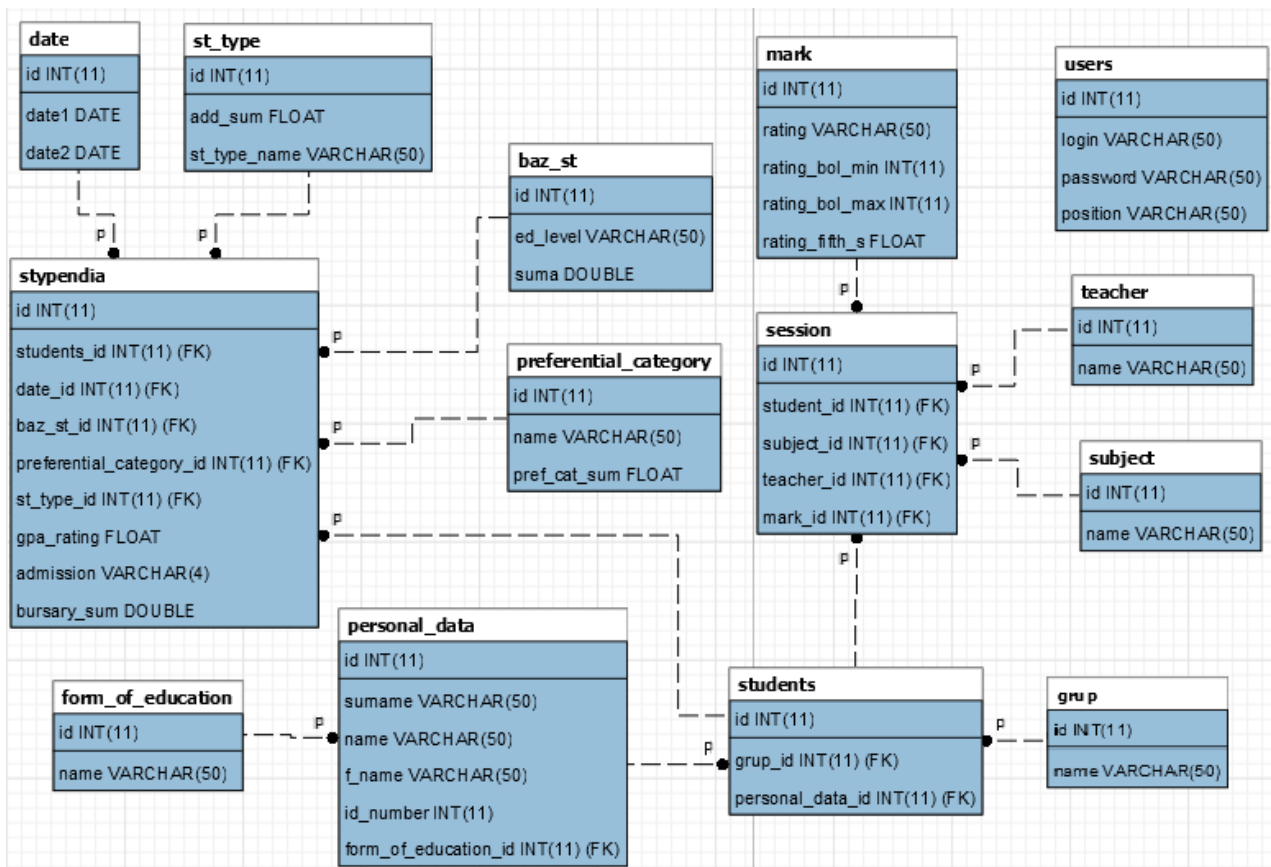 date
id INT(11)
date1 DATE
date2 DATE
st_type
id INT(11)
add_sum FLOAT
st_type_name VARCHAR(50)
baz_st
id INT(11)
ed_level VARCHAR(50)
suma DOUBLE
mark
id INT(11)
rating VARCHAR(50)
rating_bol_min INT(11)
rating_bol_max INT(11)
rating_fifth_s FLOAT
users
id INT(11)
login VARCHAR(50)
password VARCHAR(50)
position VARCHAR(50)
P
P
P
P
stypendia
id INT(11)
students_id INT(11) (FK)
date_id INT(11) (FK)
baz_st_id INT(11) (FK)
preferential_category_id INT(11) (FK)
st_type_id INT(11) (FK)
gpa_rating FLOAT
admission VARCHAR(4)
bursary_sum DOUBLE
P
P
preferential_category
id INT(11)
name VARCHAR(50)
pref_cat_sum FLOAT
session
id INT(11)
student_id INT(11) (FK)
subject_id INT(11) (FK)
teacher_id INT(11) (FK)
mark_id INT(11) (FK)
P
P
P
teacher
id INT(11)
name VARCHAR(50)
subject
id INT(11)
name VARCHAR(50)
form_of_education
id INT(11)
name VARCHAR(50)
P
personal_data
id INT(11)
surname VARCHAR(50)
name VARCHAR(50)
f_name VARCHAR(50)
id_number INT(11)
form_of_education_id INT(11) (FK)
P
students
id INT(11)
grup_id INT(11) (FK)
personal_data_id INT(11) (FK)
P
grup
id INT(11)
name VARCHAR(50)